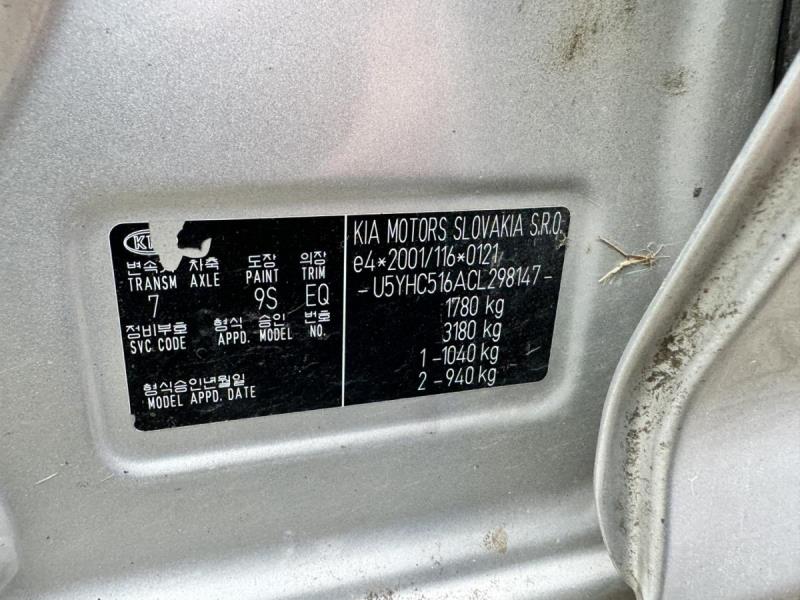 변속 차축 도장 의장
TRANSM AXLE PAINT TRIM
7 9S EQ
정비부호 형식 승인 번호
SVC CODE APPD. MODEL NO.
형식승인년월일
MODEL APPD. DATE
KIA MOTORS SLOVAKIA S.R.O.
e4*2001/116*0121
-U5YHC516ACL298147-
1780 kg
3180 kg
1-1040 kg
2-940 kg